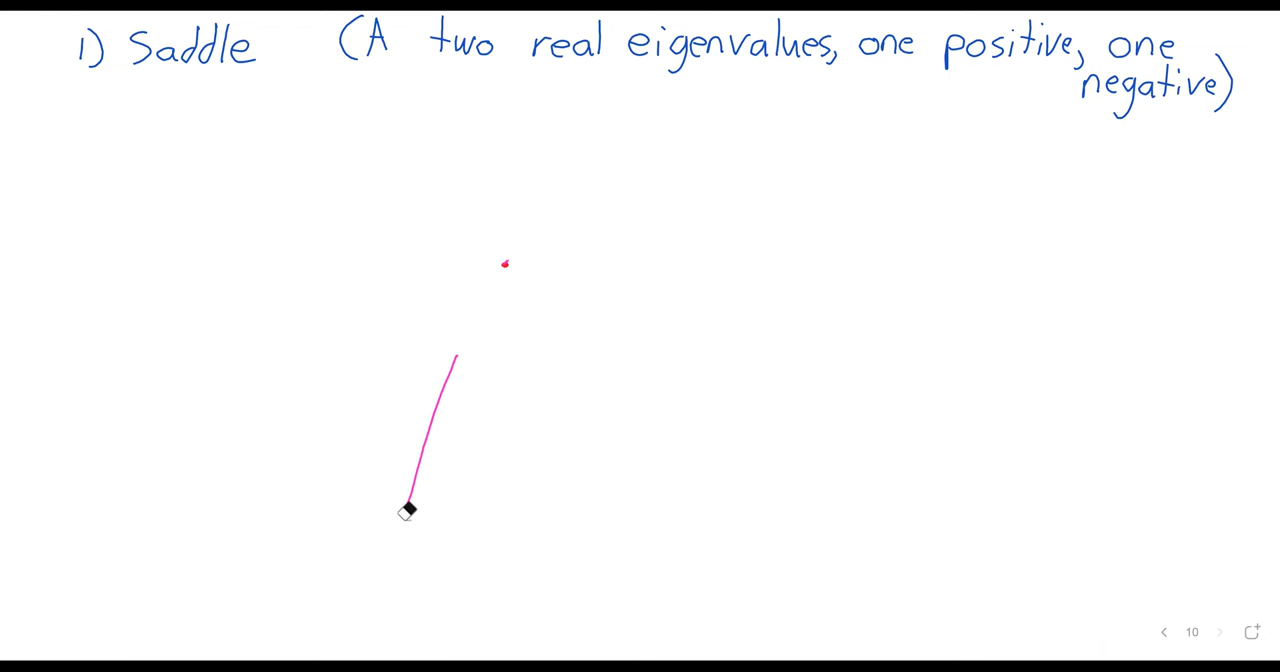 1) Saddle (A two real eigenvalues, one positive, one
negative)
10